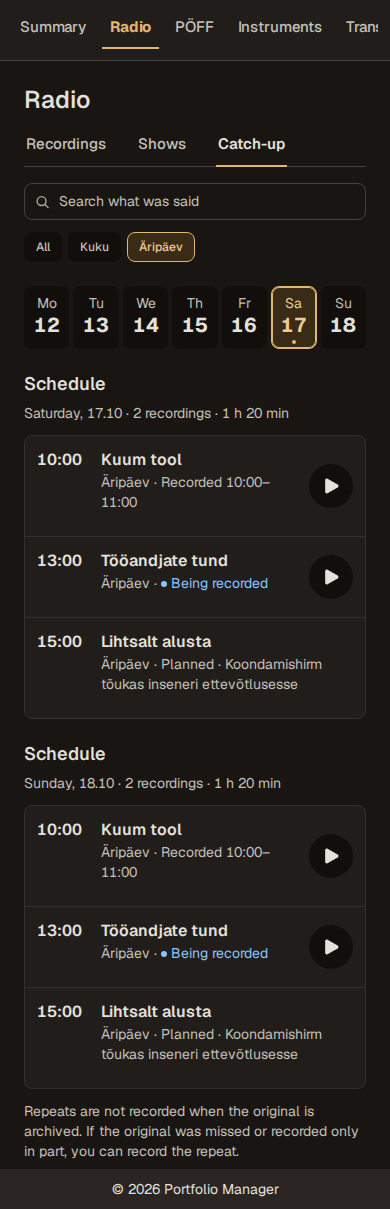 Summary Radio PÖFF Instruments Trans
Radio
Recordings Shows Catch-up
Search what was said
All Kuku Äripäev
Mo Tu We Th Fr Sa Su
12 13 14 15 16 17 18
Schedule
Saturday, 17.10 · 2 recordings · 1 h 20 min
10:00 Kuum tool
Äripäev · Recorded 10:00–
11:00
13:00 Tööandjate tund
Äripäev · Being recorded
15:00 Lihtsalt alusta
Äripäev · Planned · Koondamishirm
tõukas inseneri ettevõtlusesse
Schedule
Sunday, 18.10 · 2 recordings · 1 h 20 min
10:00 Kuum tool
Äripäev · Recorded 10:00–
11:00
13:00 Tööandjate tund
Äripäev · Being recorded
15:00 Lihtsalt alusta
Äripäev · Planned · Koondamishirm
tõukas inseneri ettevõtlusesse
Repeats are not recorded when the original is
archived. If the original was missed or recorded only
in part, you can record the repeat.
© 2026 Portfolio Manager